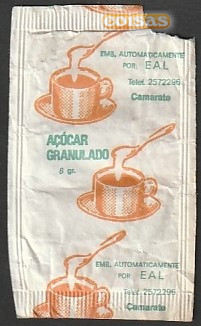 coisas
EMB. AUTOMATICAMENTE
POR: EAL
Telef. 2572296
Camarate
AÇÚCAR
GRANULADO
8 gr.
EMB. AUTOMATICAMENTE
POR EAL
Telef. 2572296
Camarate